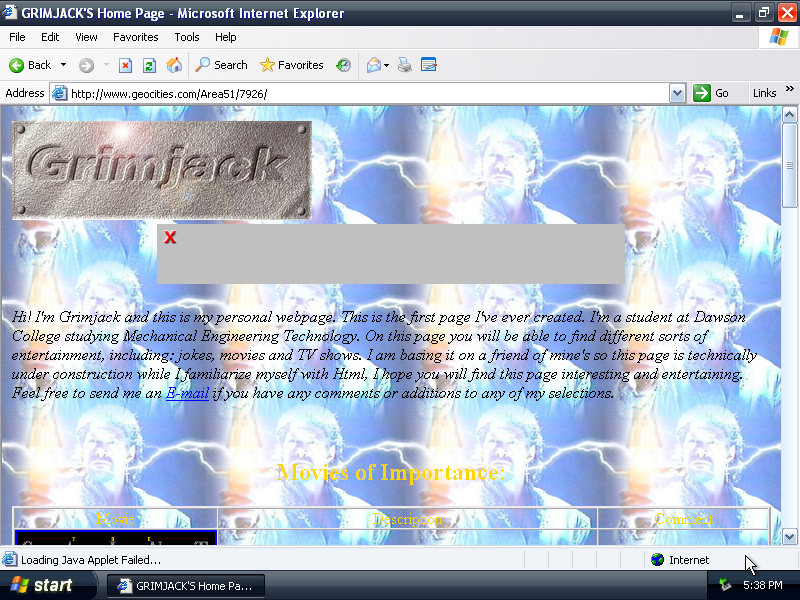 GRIMJACK'S Home Page - Microsoft Internet Explorer
File Edit View Favorites Tools Help
Back Search Favorites
Address http://www.geocities.com/Area51/7926/ Go Links »
Grimjack
Hi! I'm Grimjack and this is my personal webpage. This is the first page I've ever created. I'm a student at Dawson
College studying Mechanical Engineering Technology. On this page you will be able to find different sorts of
entertainment, including: jokes, movies and TV shows. I am basing it on a friend of mine's so this page is technically
under construction while I familiarize myself with Html, I hope you will find this page interesting and entertaining.
Feel free to send me an E-mail if you have any comments or additions to any of my selections.
Movies of Importance:
Description Comment
Loading Java Applet Failed... Internet
start GRIMJACK'S Home Pa... 5:38 PM